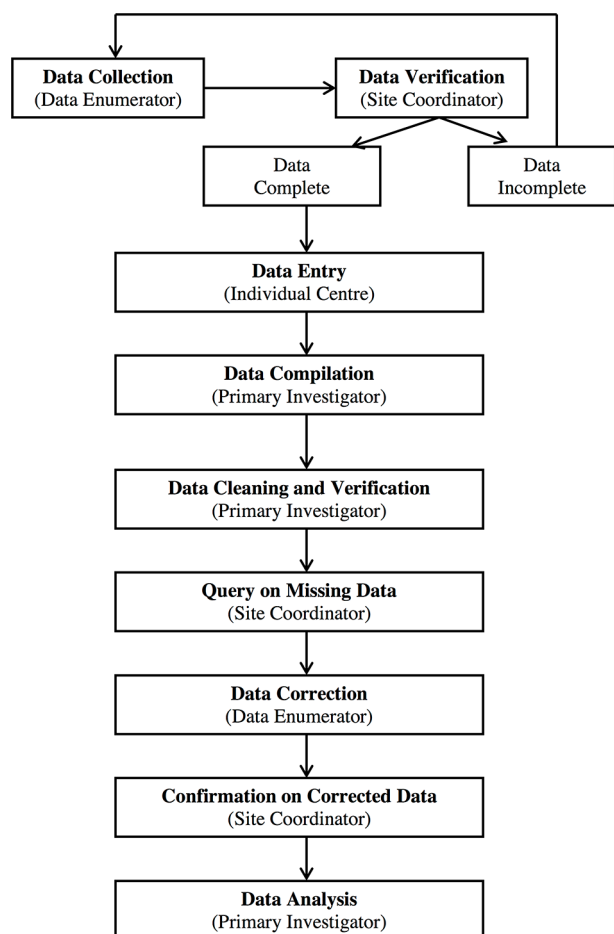 Data Collection
(Data Enumerator)
Data Verification
(Site Coordinator)
Data
Complete
Data
Incomplete
Data Entry
(Individual Centre)
Data Compilation
(Primary Investigator)
Data Cleaning and Verification
(Primary Investigator)
Query on Missing Data
(Site Coordinator)
Data Correction
(Data Enumerator)
Confirmation on Corrected Data
(Site Coordinator)
Data Analysis
(Primary Investigator)